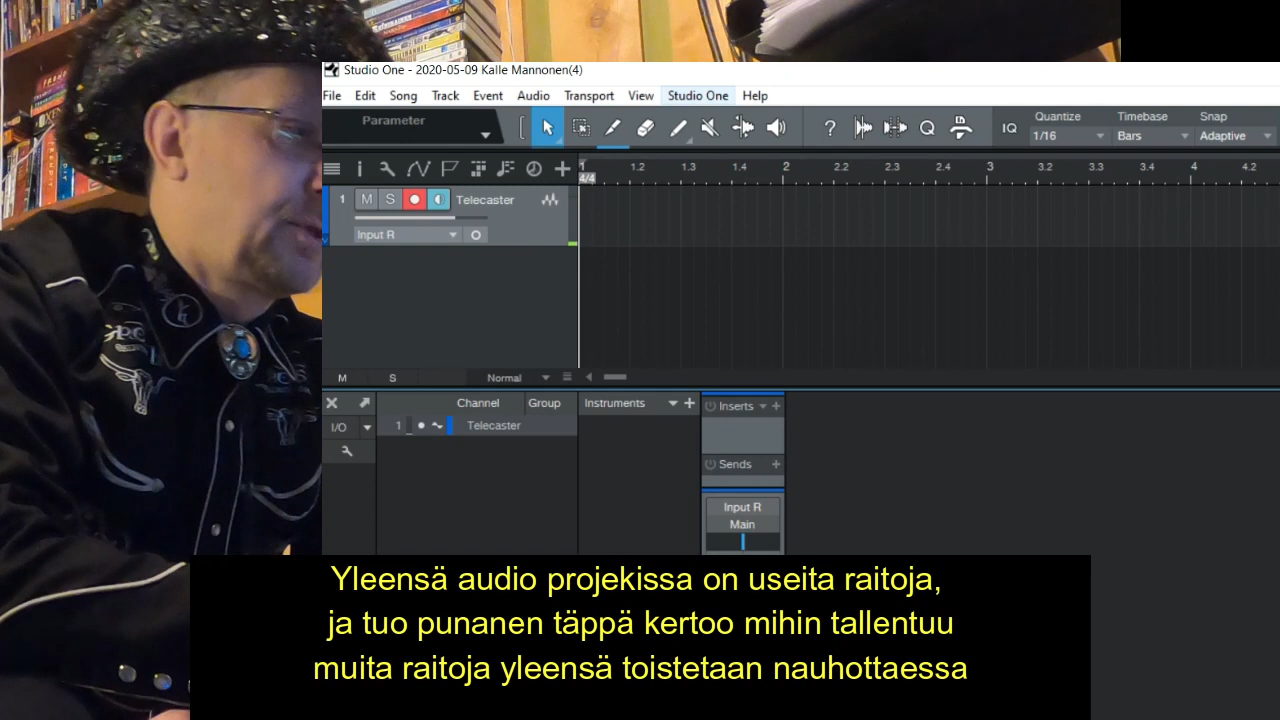 Studio One - 2020-05-09 Kalle Mannonen(4)
File Edit Song Track Event Audio Transport View Studio One Help
Parameter
? Q IQ
Quantize Timebase Snap
1/16 Bars Adaptive
1 1.2 1.3 1.4 2 2.2 2.3 2.4 3 3.2 3.3 3.4 4 4.2
4/4
1 M S Telecaster
Input R
M S Normal
Channel Group Instruments Inserts
I/O 1 Telecaster
Sends
Input R
Main
Yleensä audio projekissa on useita raitoja,
ja tuo punanen täppä kertoo mihin tallentuu
muita raitoja yleensä toistetaan nauhottaessa